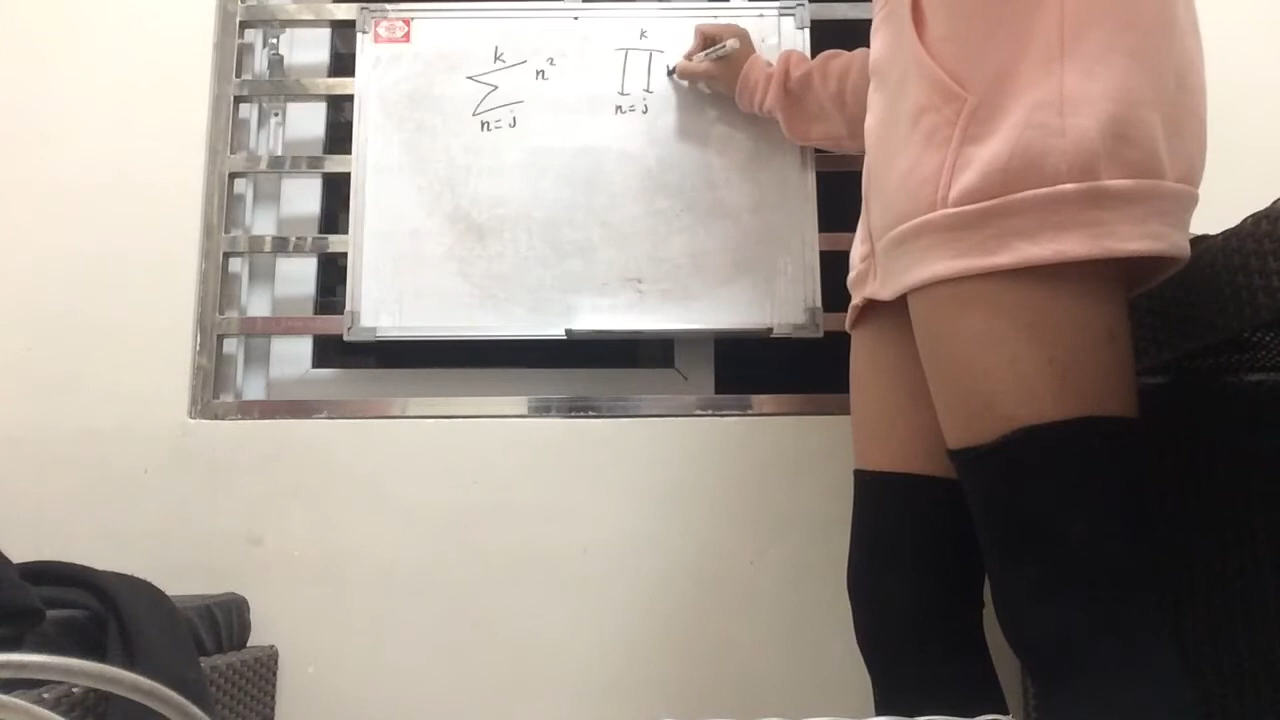 k k
∑ n² ∏
n=j n=j